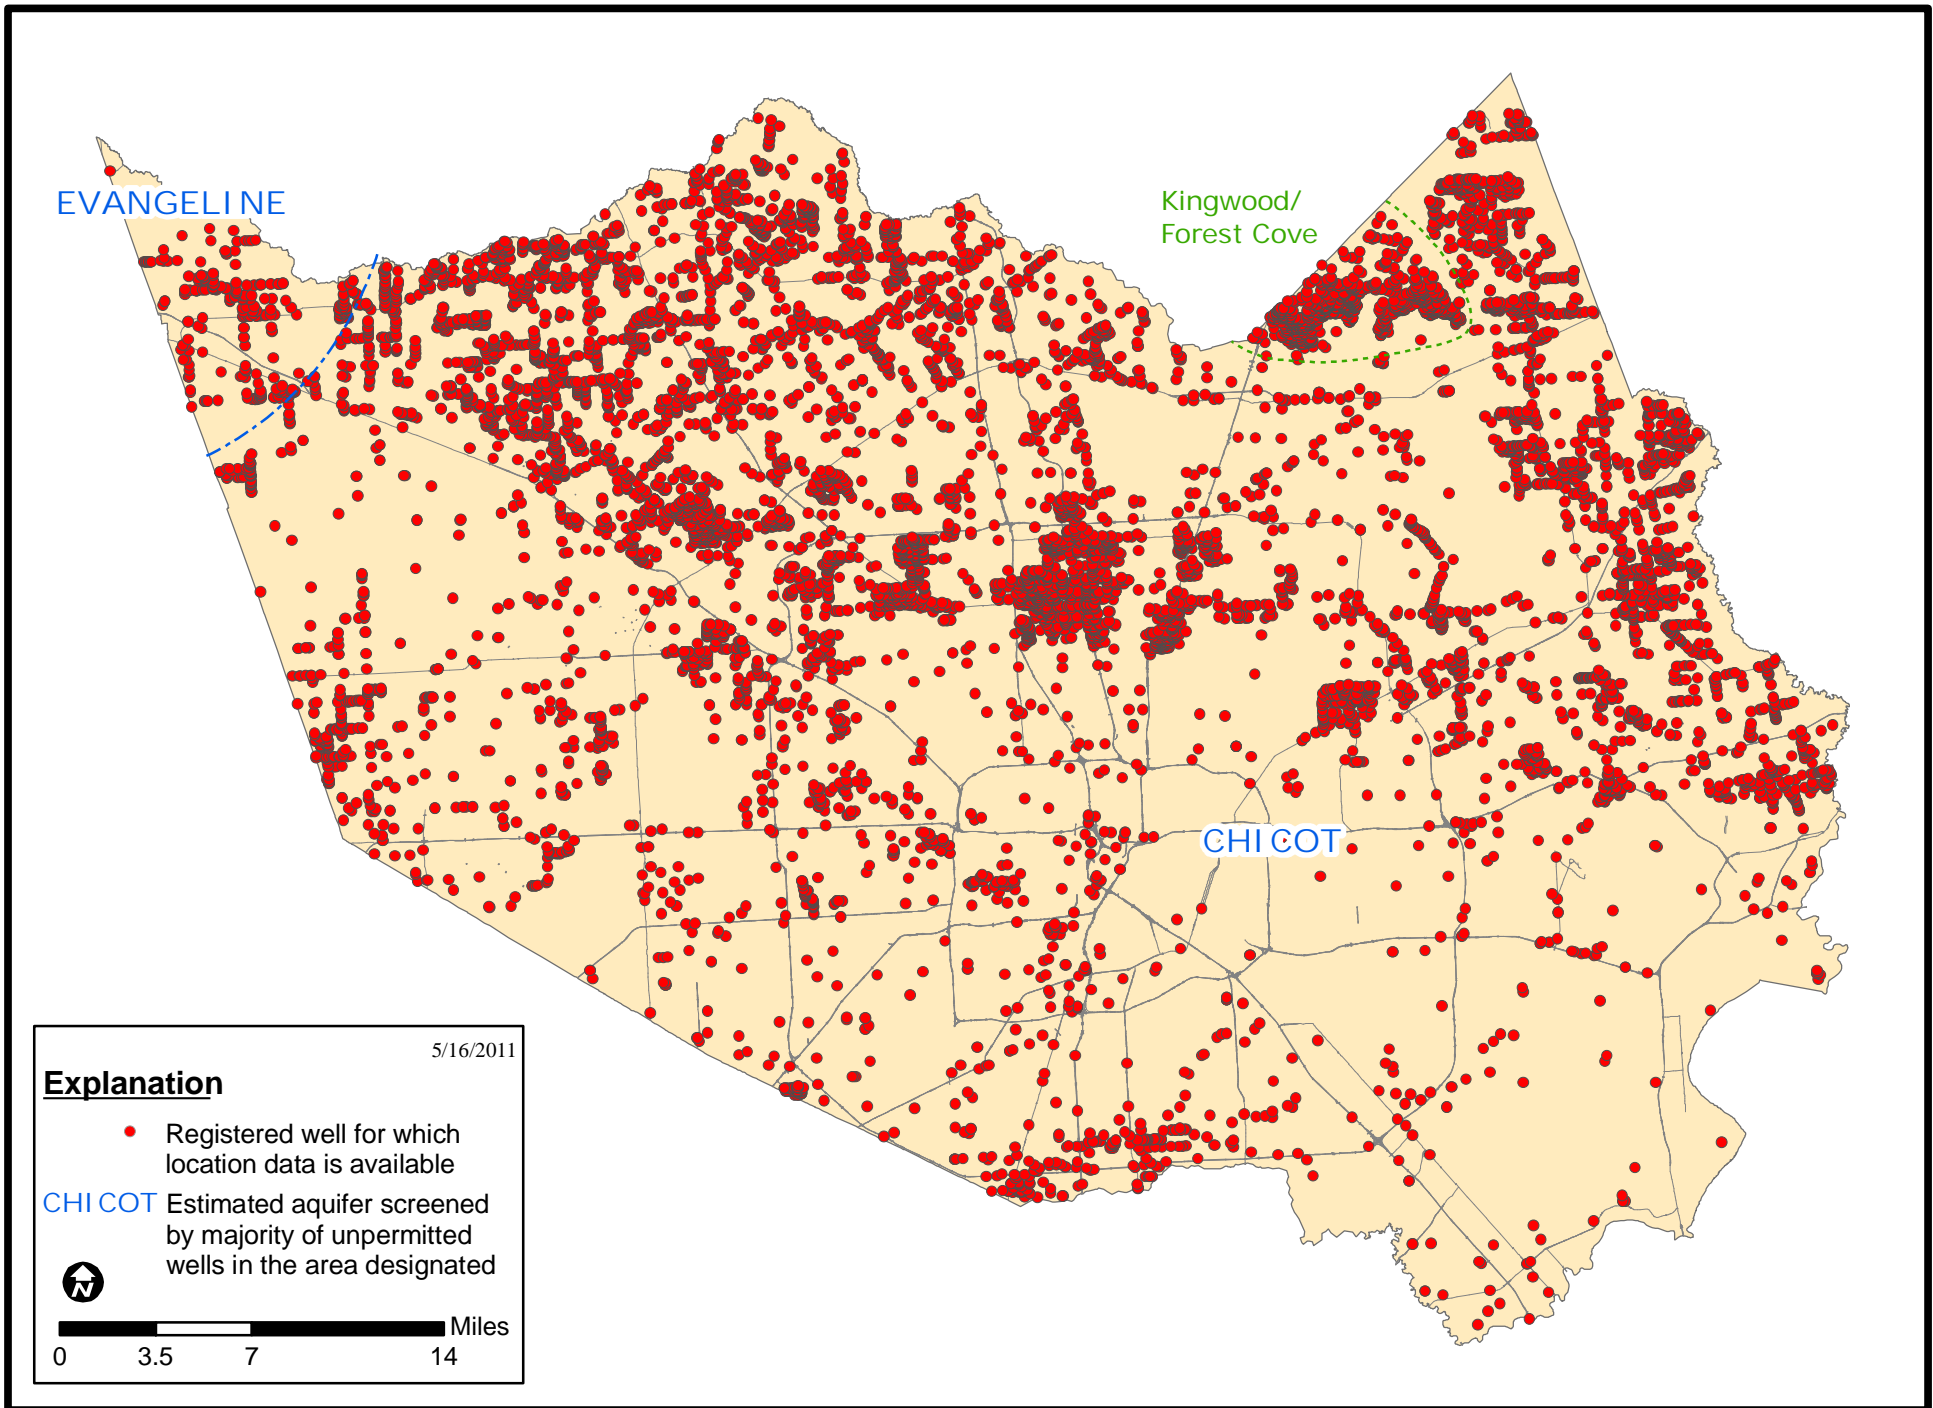 EVANGELINE
Kingwood/
Forest Cove
CHICOT
5/16/2011
Explanation
Registered well for which
location data is available
CHICOT Estimated aquifer screened
by majority of unpermitted
wells in the area designated
N
Miles
0 3.5 7 14